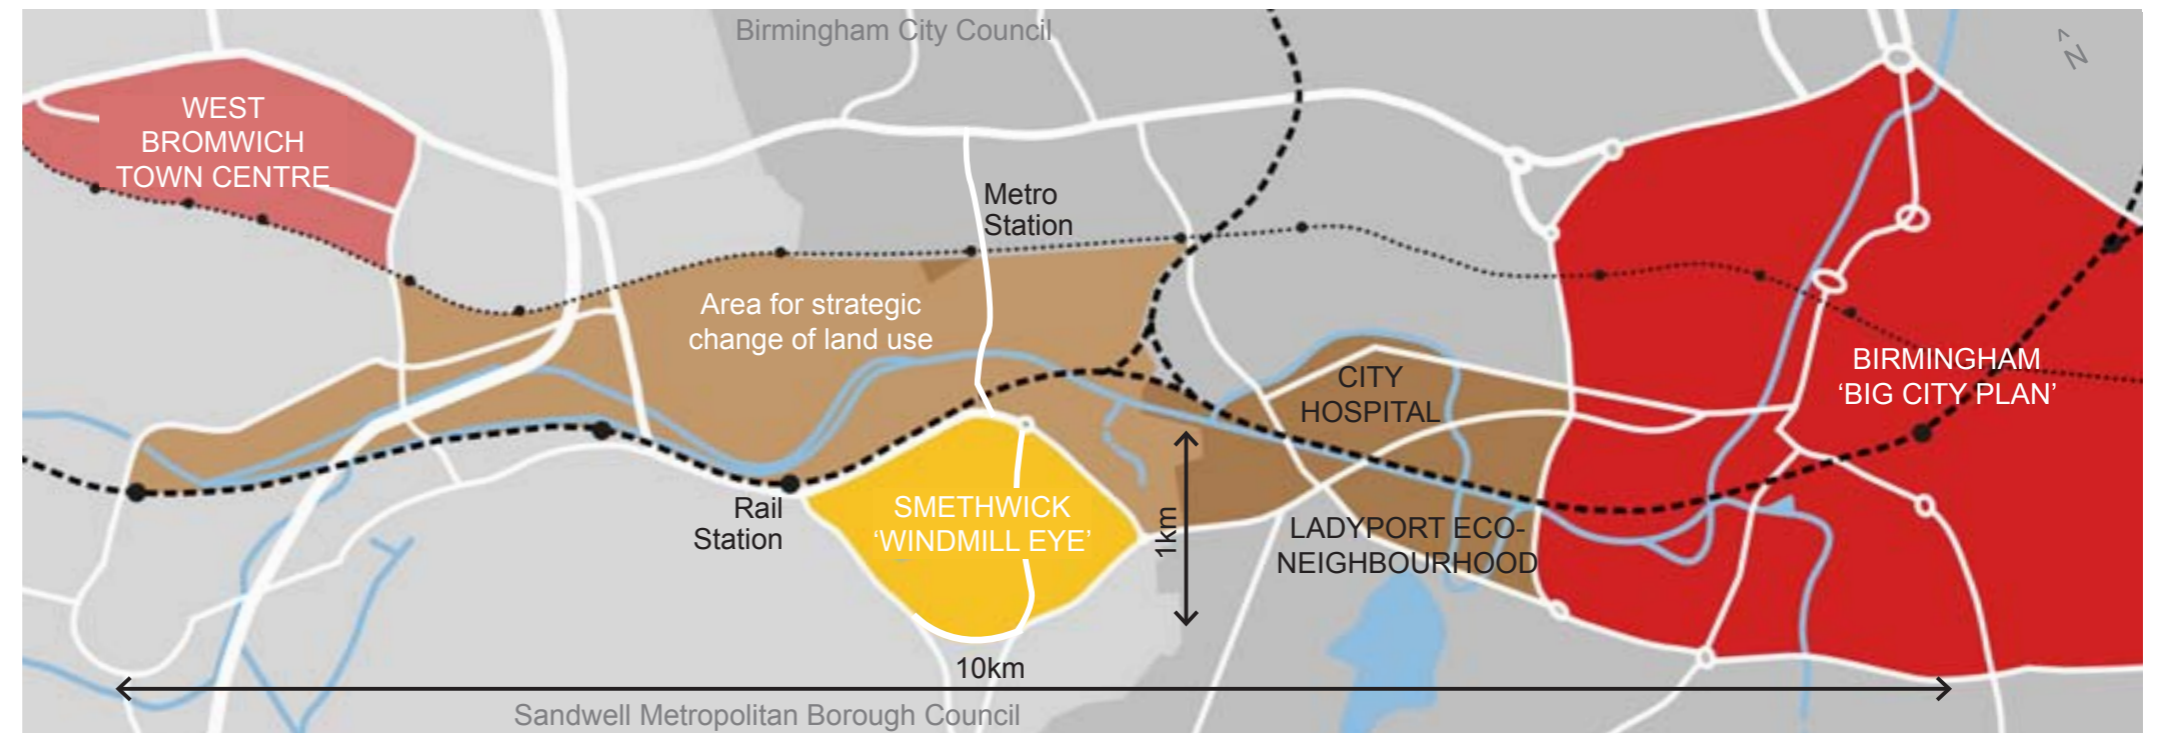 Birmingham City Council
^
N
WEST
BROMWICH
TOWN CENTRE
Metro
Station
Area for strategic
change of land use
CITY
HOSPITAL
BIRMINGHAM
‘BIG CITY PLAN’
Rail
Station
SMETHWICK
‘WINDMILL EYE’
1km
LADYPORT ECO-
NEIGHBOURHOOD
10km
Sandwell Metropolitan Borough Council